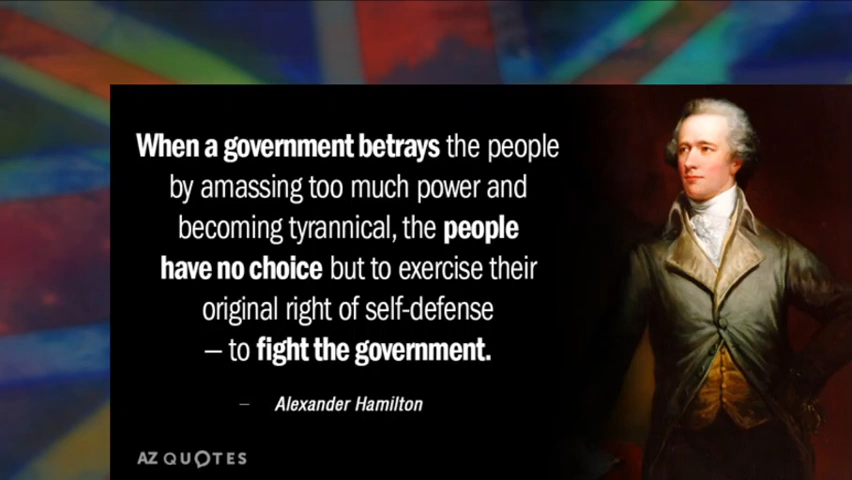 When a government betrays the people
by amassing too much power and
becoming tyrannical, the people
have no choice but to exercise their
original right of self-defense
– to fight the government.
– Alexander Hamilton
AZ QUOTES